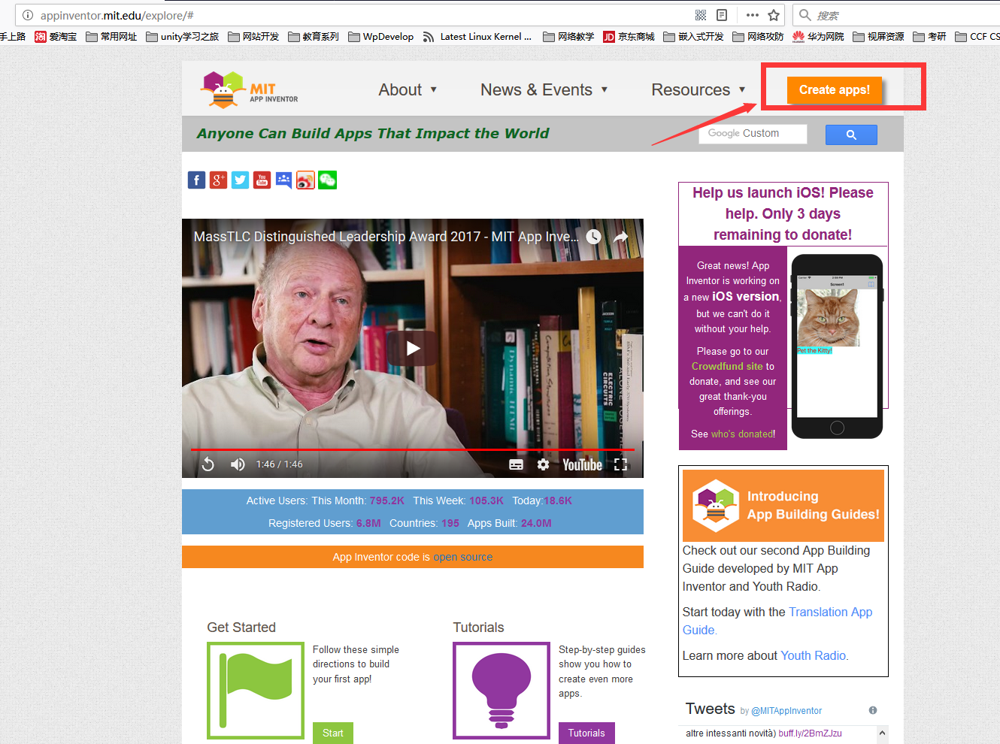 appinventor.mit.edu/explore/#
搜索
手上路 淘 爱淘宝 常用网址 unity学习之旅 网站开发 教育系列 WpDevelop Latest Linux Kernel ... 网络教学 JD 京东商城 嵌入式开发 网络攻防 华为网院 视屏资源 考研 CCF CS
MIT
APP INVENTOR
About ▼ News & Events ▼ Resources ▼ Create apps!
Anyone Can Build Apps That Impact the World
Google Custom
MassTLC Distinguished Leadership Award 2017 - MIT App Inve...
1:46 / 1:46
YouTube
Active Users: This Month: 795.2K This Week: 105.3K Today:18.6K
Registered Users: 6.8M Countries: 195 Apps Built: 24.0M
App Inventor code is open source
Get Started
Follow these simple
directions to build
your first app!
Start
Tutorials
Step-by-step guides
show you how to
create even more
apps.
Tutorials
Help us launch iOS! Please
help. Only 3 days
remaining to donate!
Great news! App
Inventor is working on
a new iOS version,
but we can't do it
without your help.
Please go to our
Crowdfund site to
donate, and see our
great thank-you
offerings.
See who's donated!
Screen1
Pet the Kitty!
Introducing
App Building Guides!
Check out our second App Building
Guide developed by MIT App
Inventor and Youth Radio.
Start today with the Translation App
Guide.
Learn more about Youth Radio.
Tweets by @MITAppInventor
altre intessanti novità) buff.ly/2BmZJzu